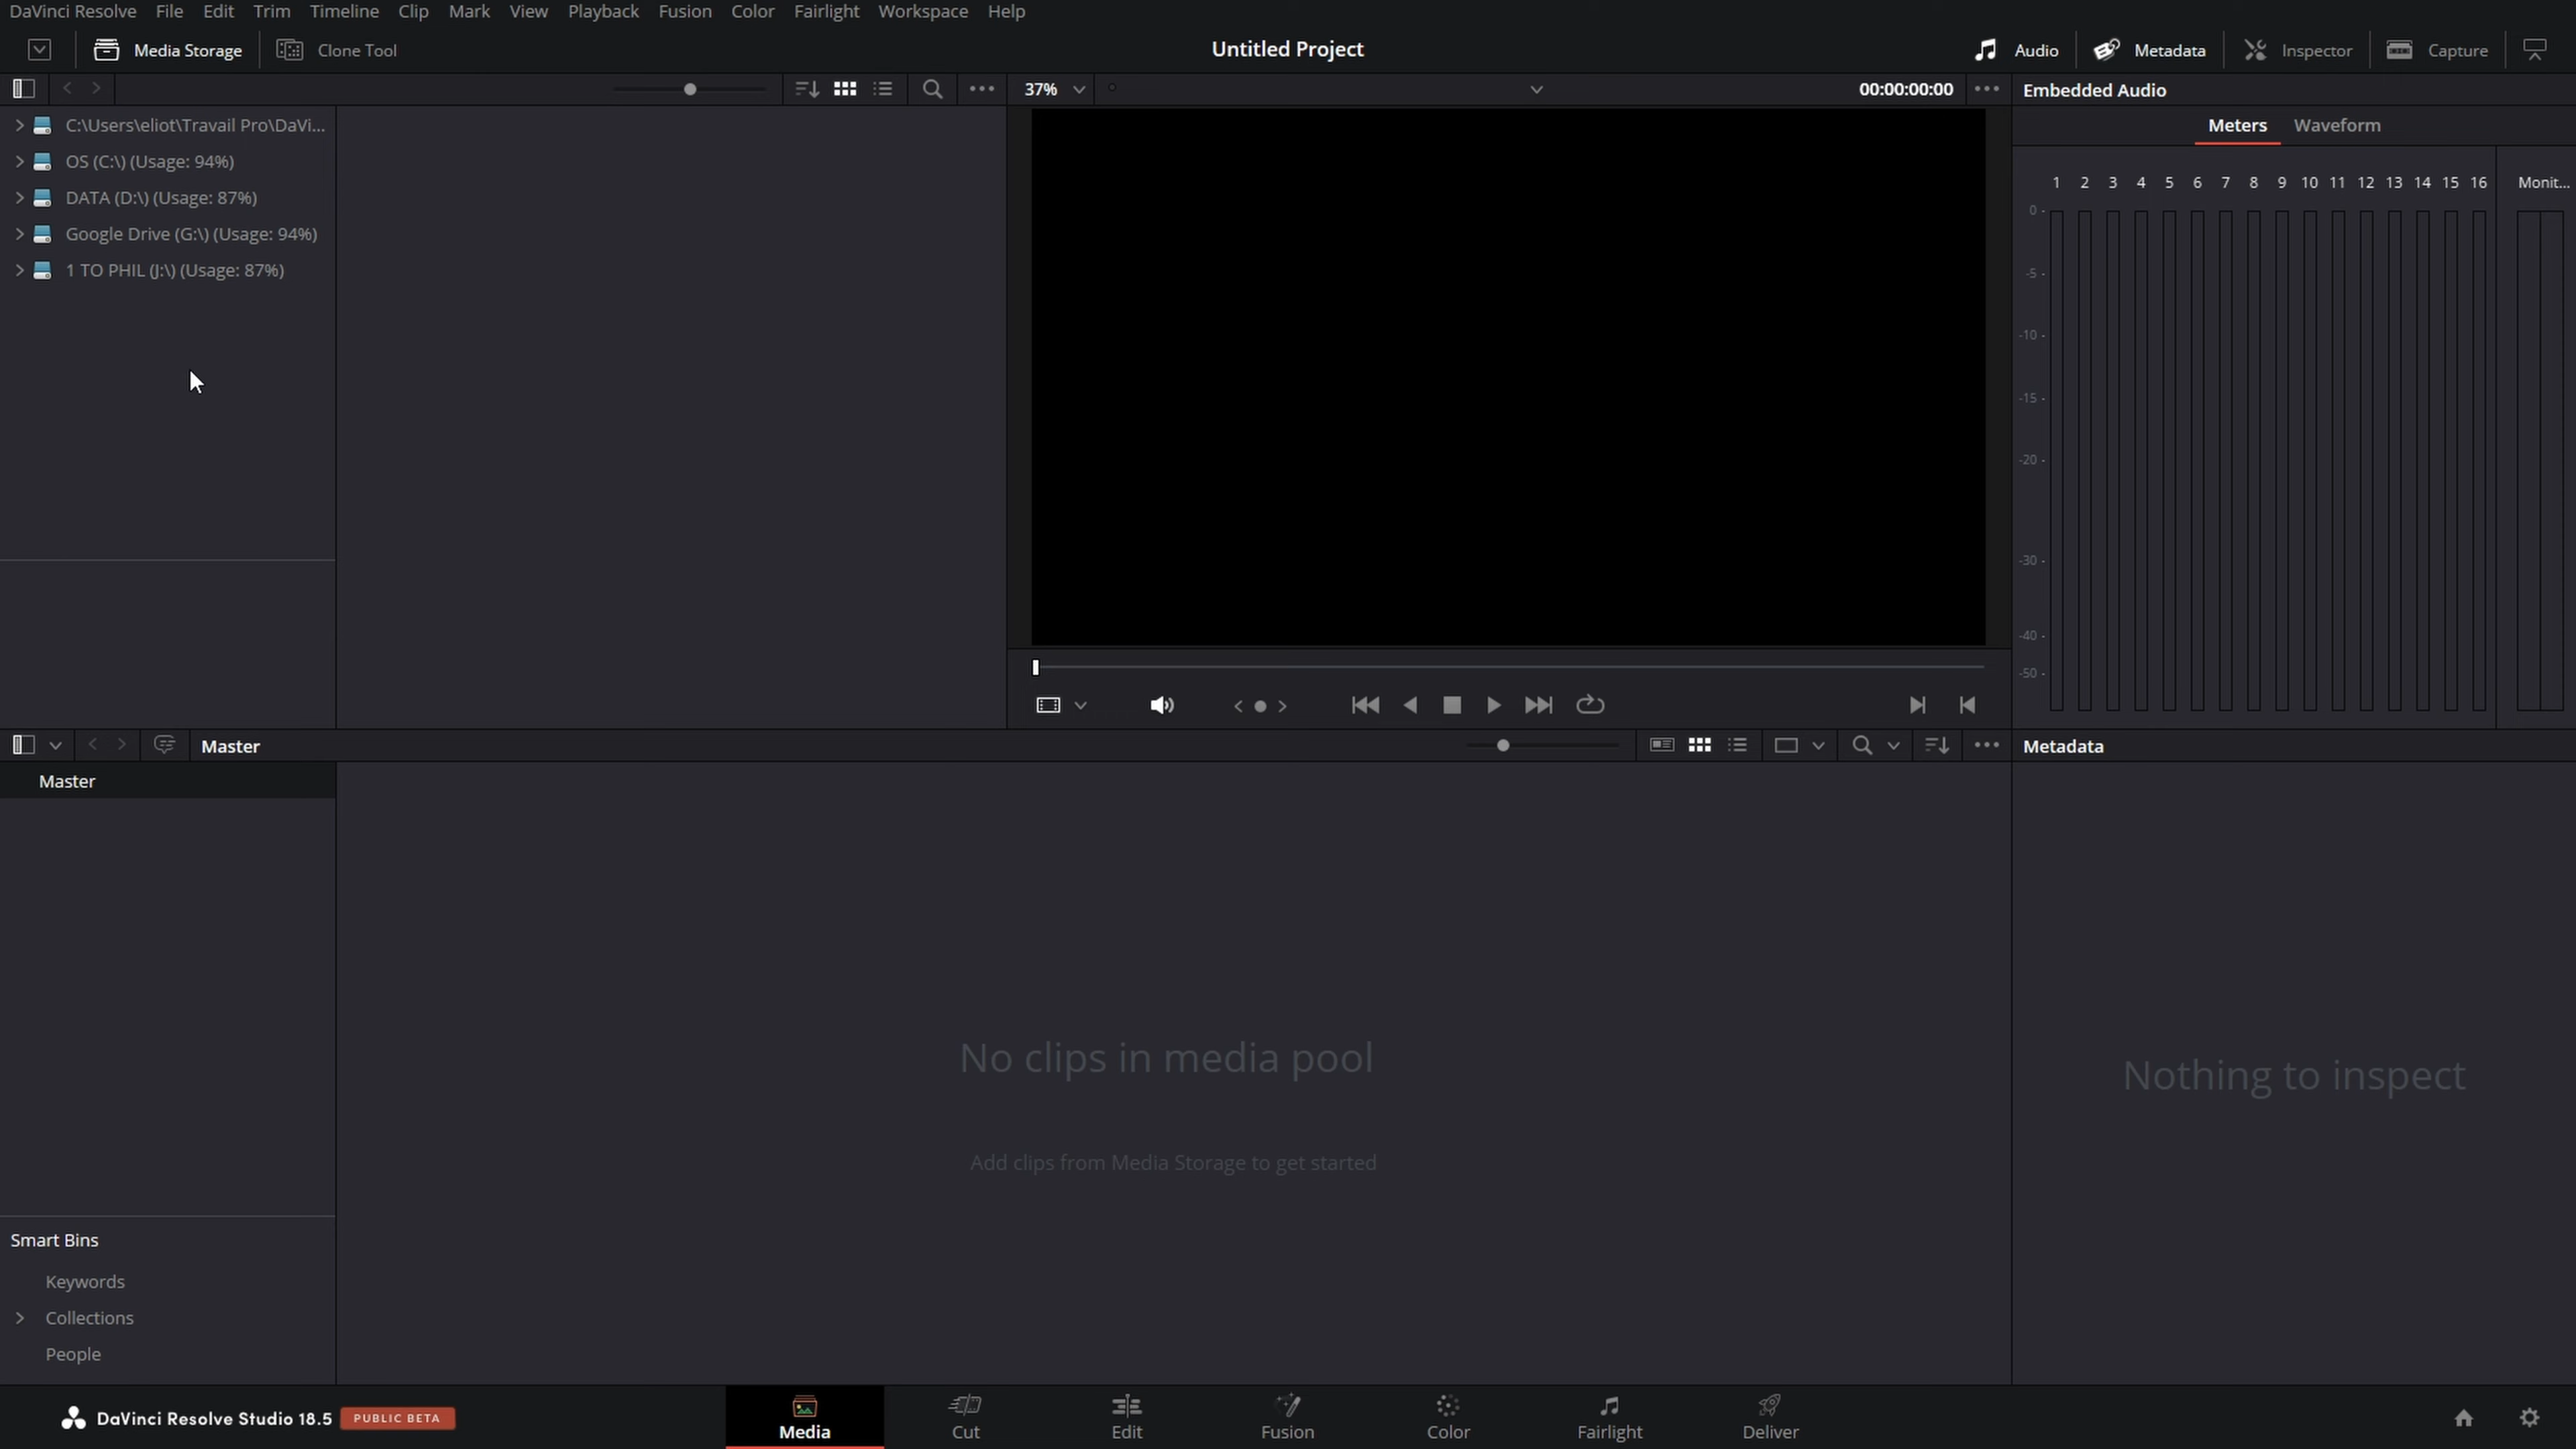 DaVinci Resolve File Edit Trim Timeline Clip Mark View Playback Fusion Color Fairlight Workspace Help
Media Storage Clone Tool Untitled Project Audio Metadata Inspector Capture
37% 00:00:00:00 Embedded Audio
C:\Users\eliot\Travail Pro\DaVi...
OS (C:\) (Usage: 94%)
DATA (D:\) (Usage: 87%)
Google Drive (G:\) (Usage: 94%)
1 TO PHIL (J:\) (Usage: 87%)
Meters Waveform
1 2 3 4 5 6 7 8 9 10 11 12 13 14 15 16 Monit...
0 -
-5 -
-10 -
-15 -
-20 -
-30 -
-40 -
-50 -
Master Metadata
Master
No clips in media pool
Add clips from Media Storage to get started
Nothing to inspect
Smart Bins
Keywords
Collections
People
DaVinci Resolve Studio 18.5 PUBLIC BETA
Media Cut Edit Fusion Color Fairlight Deliver